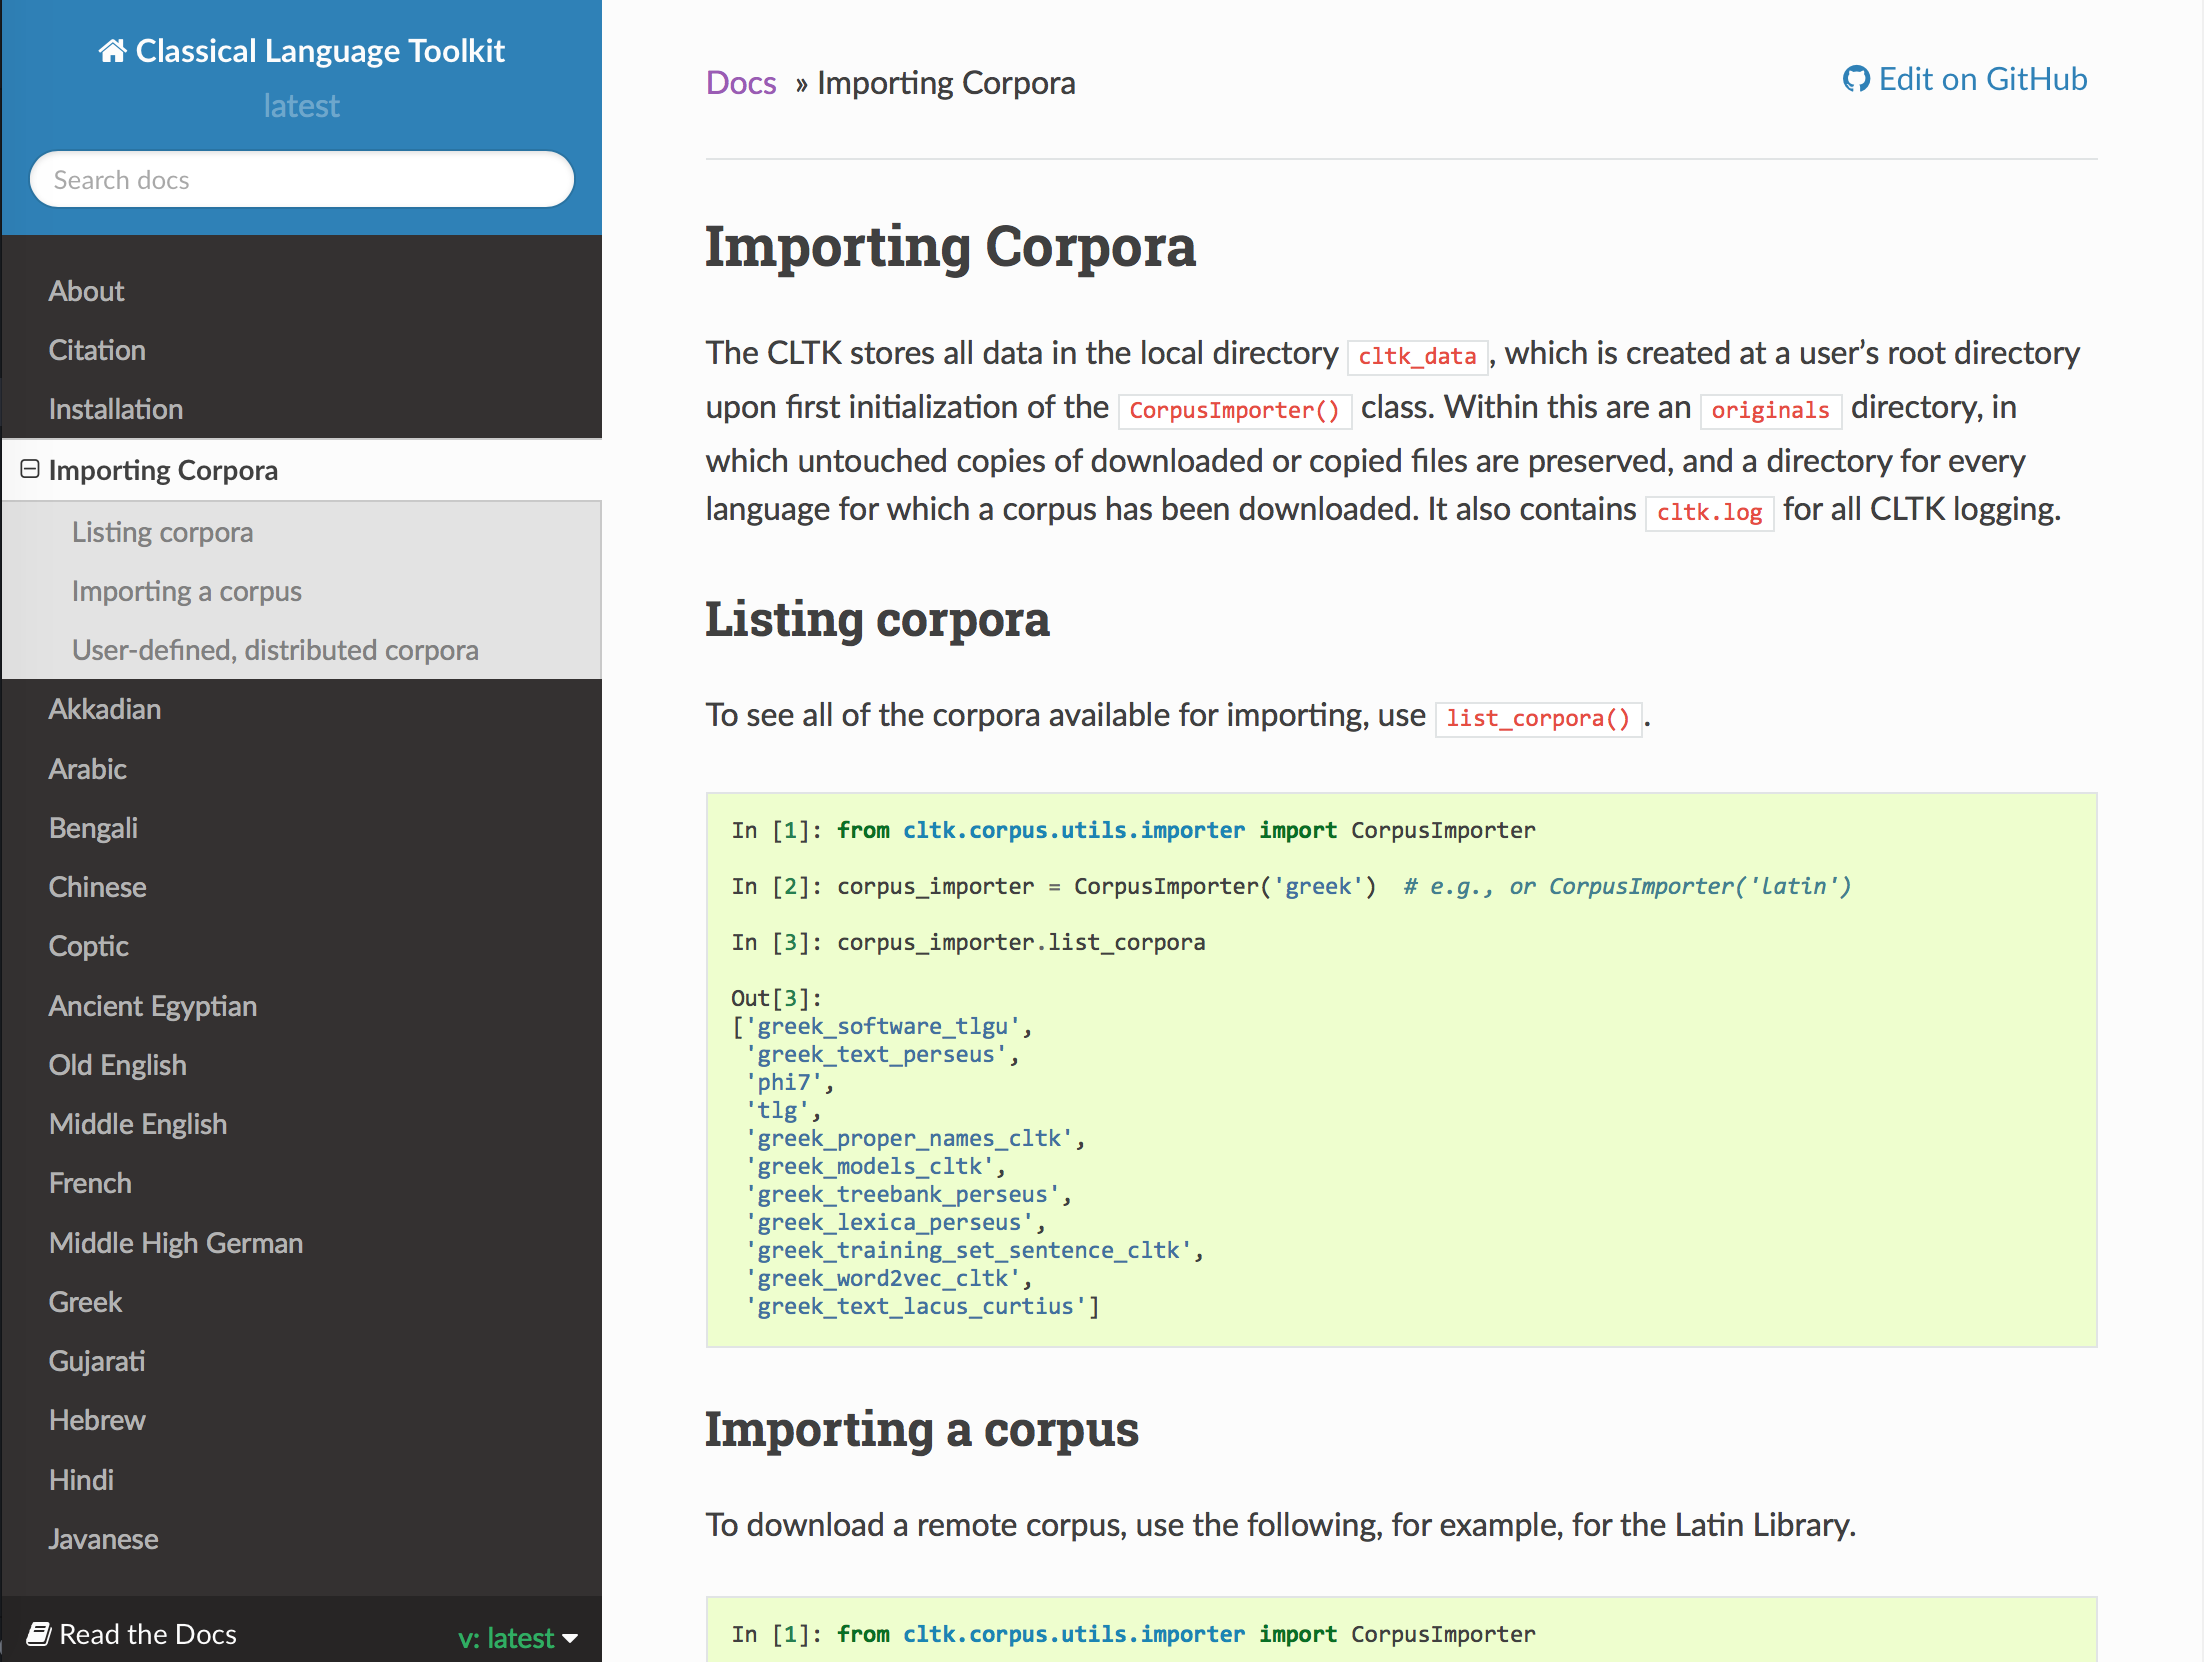 Classical Language Toolkit
latest
Search docs
About
Citation
Installation
Importing Corpora
Listing corpora
Importing a corpus
User-defined, distributed corpora
Akkadian
Arabic
Bengali
Chinese
Coptic
Ancient Egyptian
Old English
Middle English
French
Middle High German
Greek
Gujarati
Hebrew
Hindi
Javanese
Read the Docs
v: latest
Docs » Importing Corpora
Edit on GitHub
Importing Corpora
The CLTK stores all data in the local directory cltk_data, which is created at a user’s root directory
upon first initialization of the CorpusImporter() class. Within this are an originals directory, in
which untouched copies of downloaded or copied files are preserved, and a directory for every
language for which a corpus has been downloaded. It also contains cltk.log for all CLTK logging.
Listing corpora
To see all of the corpora available for importing, use list_corpora().
In [1]: from cltk.corpus.utils.importer import CorpusImporter
In [2]: corpus_importer = CorpusImporter('greek')  # e.g., or CorpusImporter('latin')
In [3]: corpus_importer.list_corpora
Out[3]:
['greek_software_tlgu',
 'greek_text_perseus',
 'phi7',
 'tlg',
 'greek_proper_names_cltk',
 'greek_models_cltk',
 'greek_treebank_perseus',
 'greek_lexica_perseus',
 'greek_training_set_sentence_cltk',
 'greek_word2vec_cltk',
 'greek_text_lacus_curtius']
Importing a corpus
To download a remote corpus, use the following, for example, for the Latin Library.
In [1]: from cltk.corpus.utils.importer import CorpusImporter